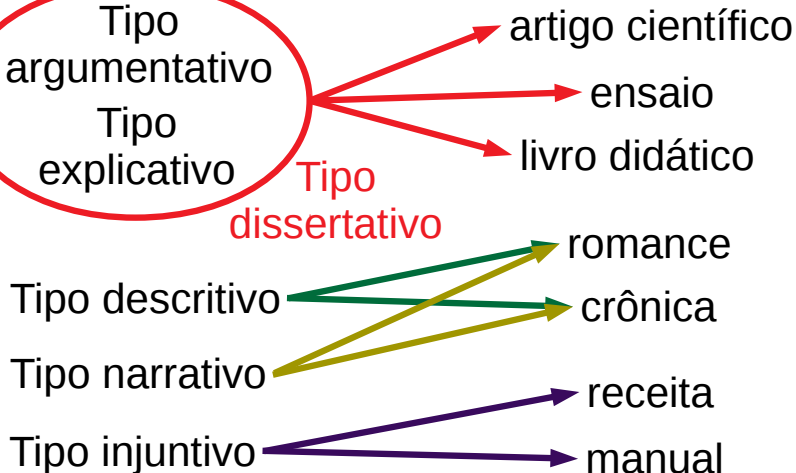 Tipo
argumentativo
Tipo
explicativo
Tipo
dissertativo
artigo científico
ensaio
livro didático
Tipo descritivo
Tipo narrativo
Tipo injuntivo
romance
crônica
receita
manual